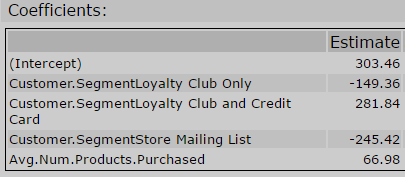 Coefficients:
Estimate
(Intercept) 303.46
Customer.SegmentLoyalty Club Only -149.36
Customer.SegmentLoyalty Club and Credit 281.84
Card
Customer.SegmentStore Mailing List -245.42
Avg.Num.Products.Purchased 66.98